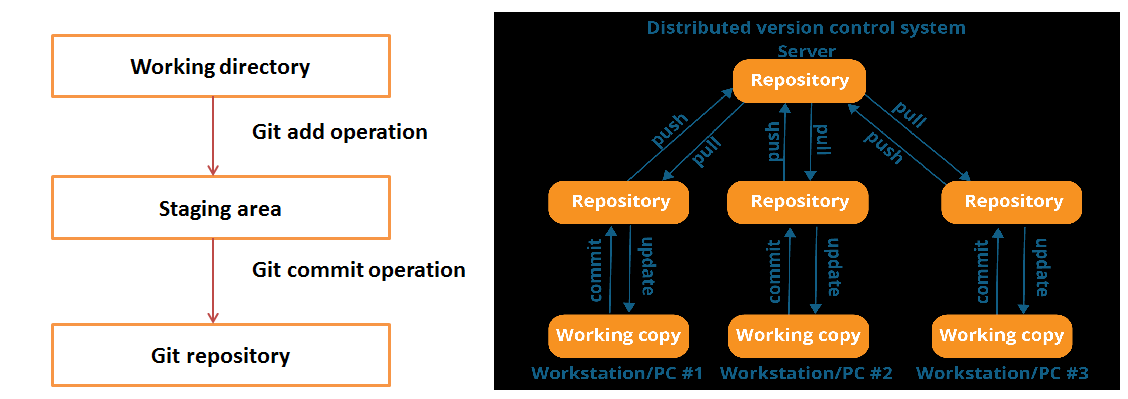 Working directory
Git add operation
Staging area
Git commit operation
Git repository
Distributed version control system
Server
Repository
push
pull
push
pull
pull
push
Repository
Repository
Repository
commit
update
commit
update
commit
update
Working copy
Working copy
Working copy
Workstation/PC #1
Workstation/PC #2
Workstation/PC #3